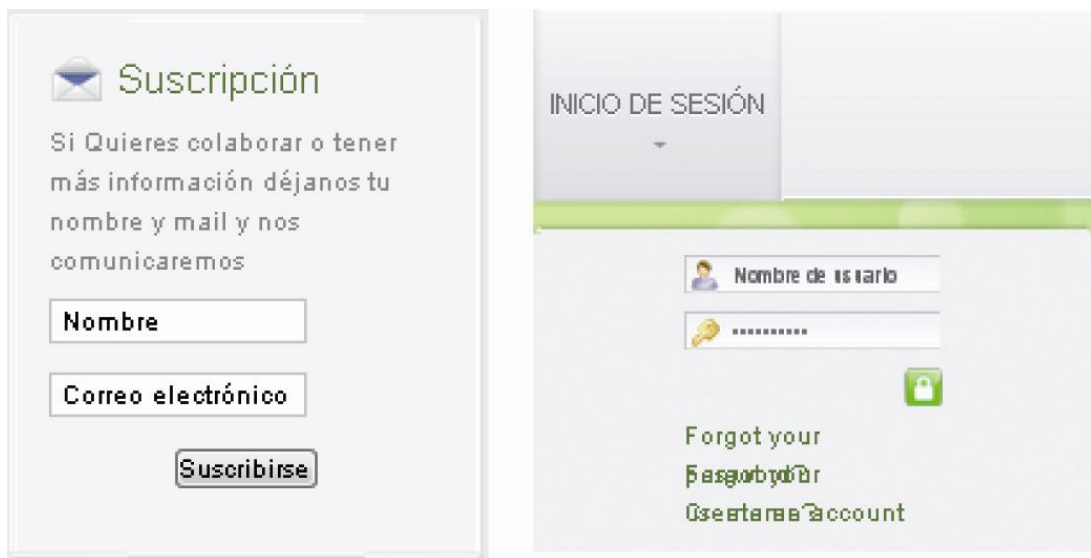 Suscripción
Si Quieres colaborar o tener
más información déjanos tu
nombre y mail y nos
comunicaremos
Nombre
Correo electrónico
Suscribirse
INICIO DE SESIÓN
Nombre de usuario
Forgot your
account